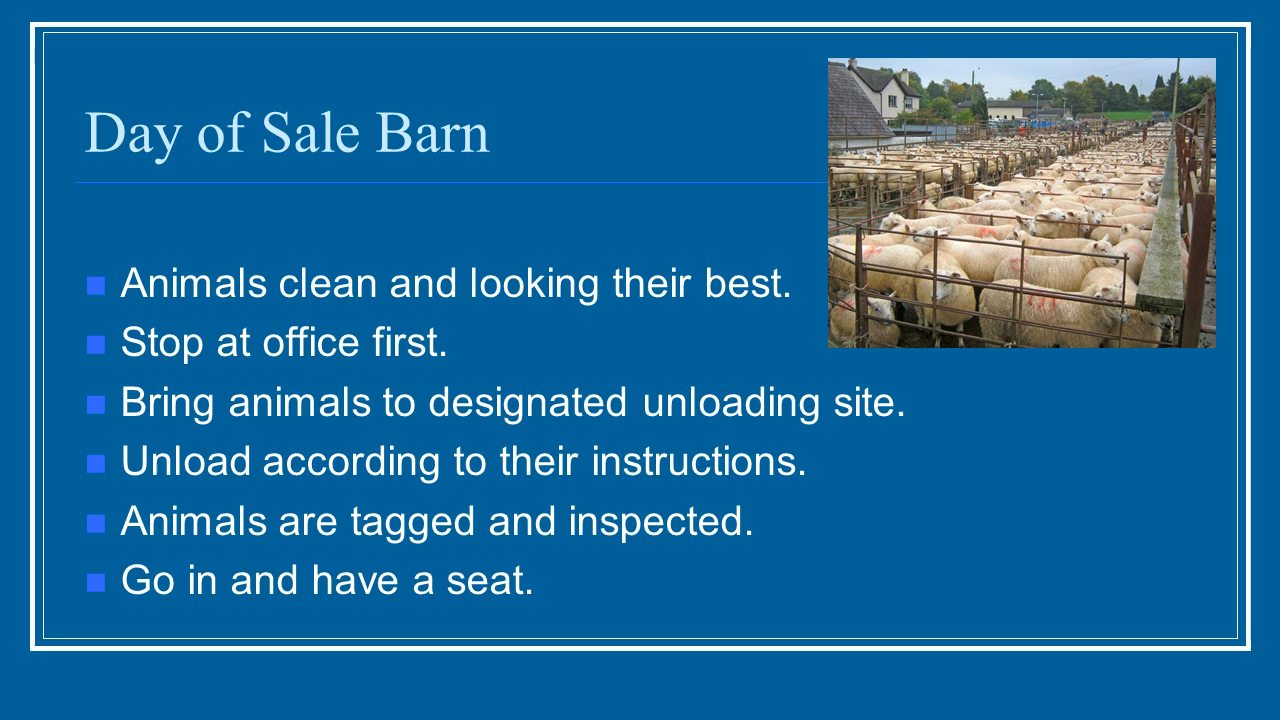 Day of Sale Barn
Animals clean and looking their best.
Stop at office first.
Bring animals to designated unloading site.
Unload according to their instructions.
Animals are tagged and inspected.
Go in and have a seat.